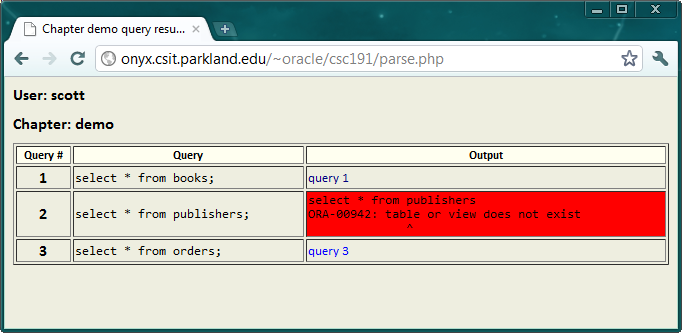 Chapter demo query resu...
onyx.csit.parkland.edu/~oracle/csc191/parse.php
User: scott
Chapter: demo
Query # Query Output
1 select * from books; query 1
select * from publishers
2 select * from publishers; ORA-00942: table or view does not exist
^
3 select * from orders; query 3